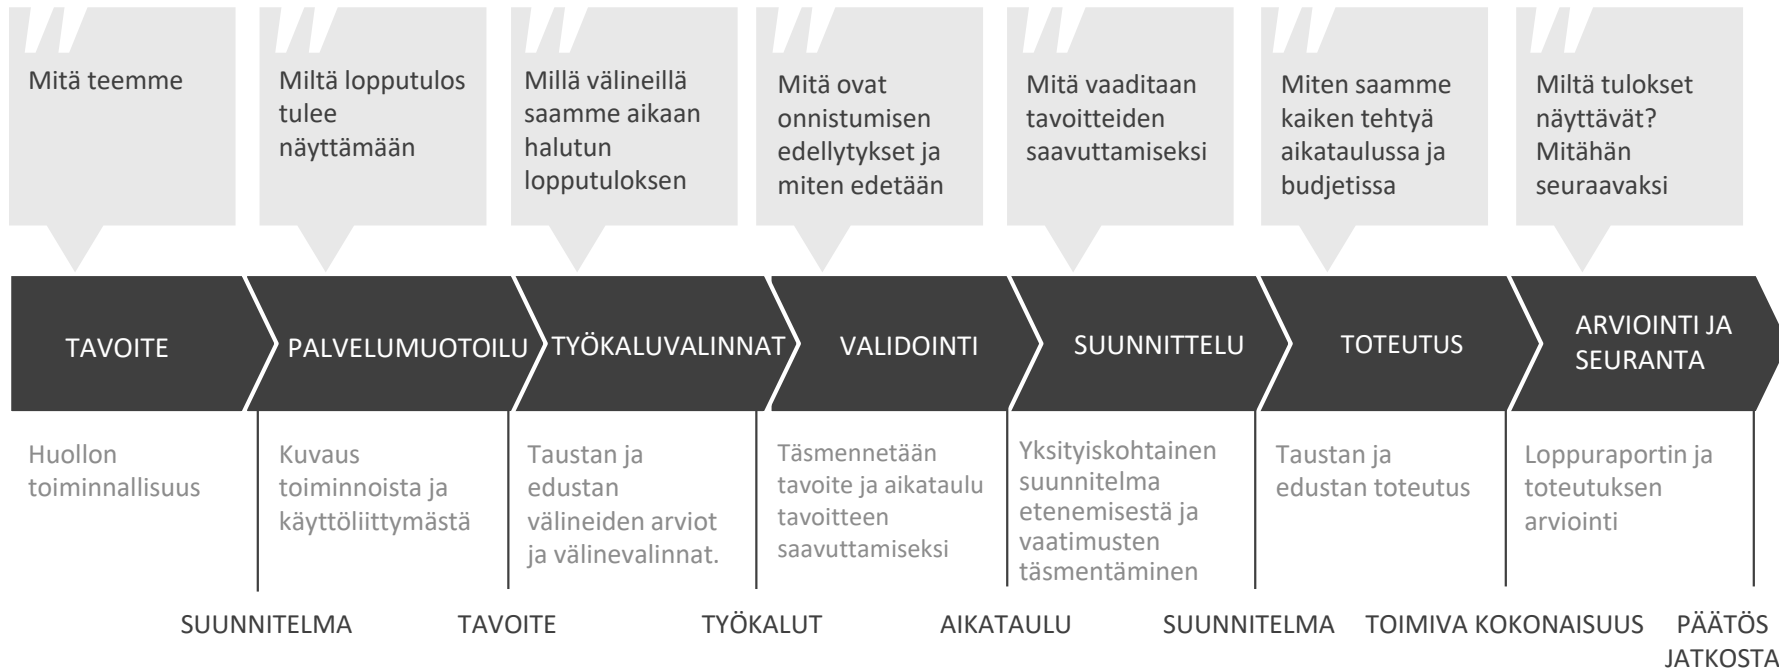 Mitä teemme
Miltä lopputulos
tulee
näyttämään
Millä välineillä
saamme aikaan
halutun
lopputuloksen
Mitä ovat
onnistumisen
edellytykset ja
miten edetään
Mitä vaaditaan
tavoitteiden
saavuttamiseksi
Miten saamme
kaiken tehtyä
aikataulussa ja
budjetissa
Miltä tulokset
näyttävät?
Mitähän
seuraavaksi
TAVOITE
PALVELUMUOTOILU
TYÖKALUVALINNAT
VALIDOINTI
SUUNNITTELU
TOTEUTUS
ARVIOINTI JA
SEURANTA
Huollon
toiminnallisuus
Kuvaus
toiminnoista ja
käyttöliittymästä
Taustan ja
edustan
välineiden arviot
ja välinevalinnat.
Täsmennetään
tavoite ja aikataulu
tavoitteen
saavuttamiseksi
Yksityiskohtainen
suunnitelma
etenemisestä ja
vaatimusten
täsmentäminen
Taustan ja
edustan toteutus
Loppuraportin ja
toteutuksen
arviointi
SUUNNITELMA
TAVOITE
TYÖKALUT
AIKATAULU
SUUNNITELMA
TOIMIVA KOKONAISUUS
PÄÄTÖS
JATKOSTA